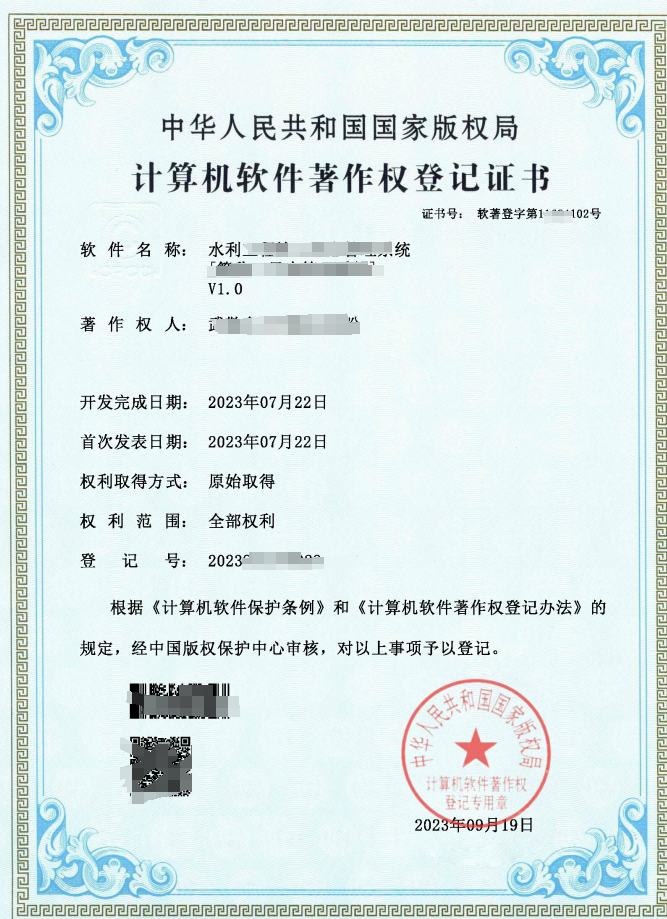 中华人民共和国国家版权局
计算机软件著作权登记证书
证书号： 软著登字第1 102号
软件名称： 水利 系统
V1.0
著作权人：
开发完成日期： 2023年07月22日
首次发表日期： 2023年07月22日
权利取得方式： 原始取得
权利范围： 全部权利
登记号： 2023
根据《计算机软件保护条例》和《计算机软件著作权登记办法》的
规定，经中国版权保护中心审核，对以上事项予以登记。
中华人民共和国国家版权局
计算机软件著作权
登记专用章
2023年09月19日